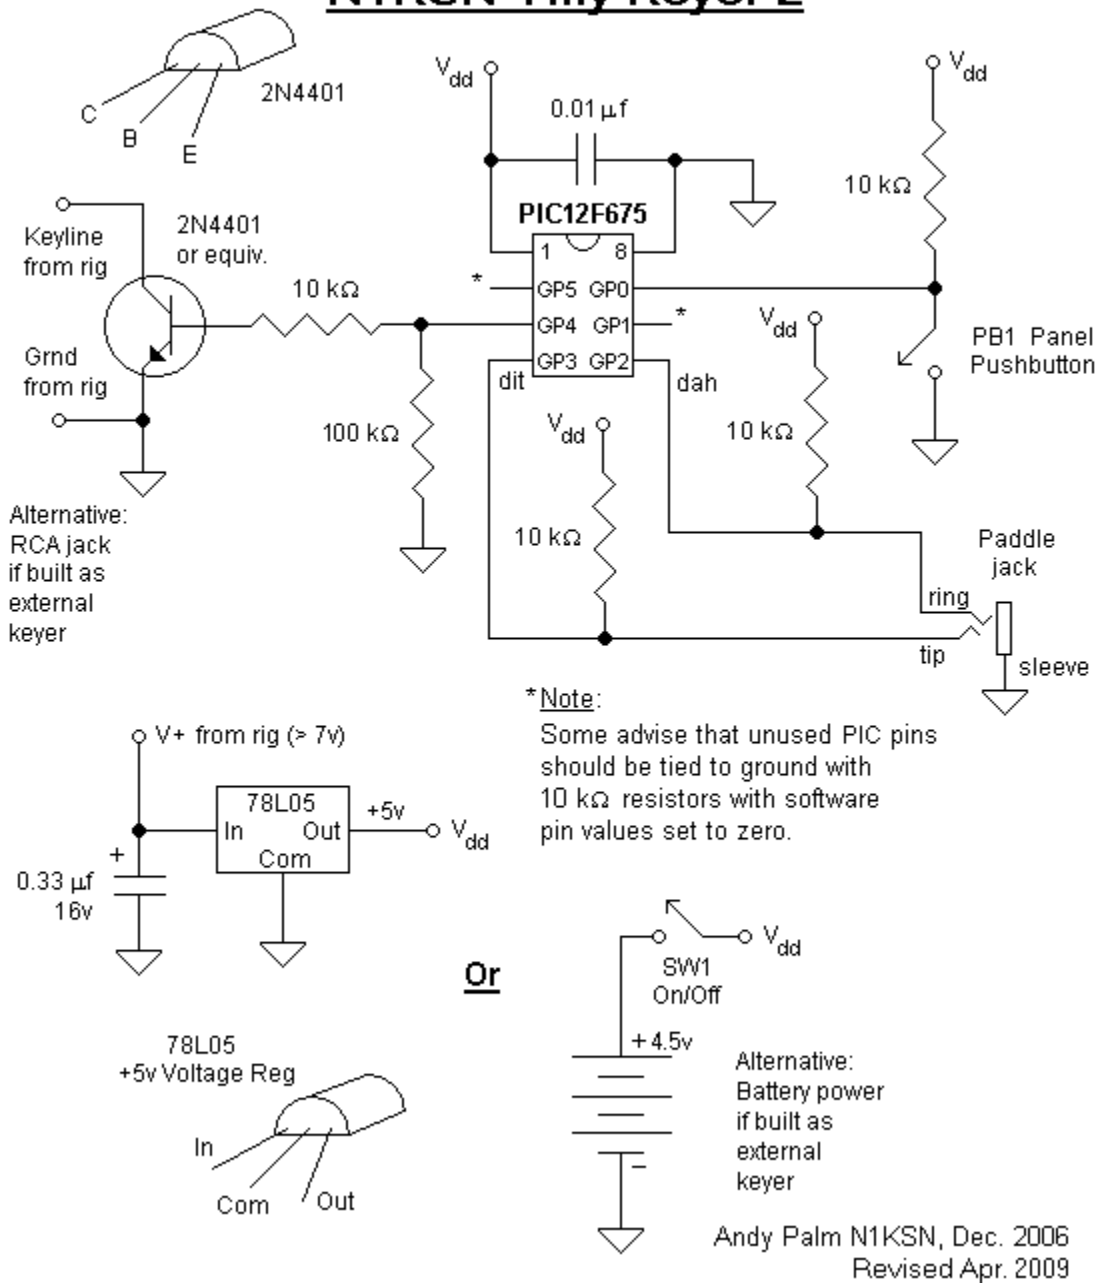 2N4401
C
B
E
Vdd
0.01 µf
Vdd
10 kΩ
PIC12F675
1 8
GP5 GP0
GP4 GP1
GP3 GP2
*
*
dit
dah
Keyline
from rig
2N4401
or equiv.
10 kΩ
Grnd
from rig
100 kΩ
Vdd
10 kΩ
Vdd
10 kΩ
PB1 Panel
Pushbutton
Alternative:
RCA jack
if built as
external
keyer
Paddle
jack
ring
tip
sleeve
*Note:
Some advise that unused PIC pins
should be tied to ground with
10 kΩ resistors with software
pin values set to zero.
V+ from rig (> 7v)
78L05
In Out
Com
+5v
Vdd
+
0.33 µf
16v
Or
SW1
On/Off
Vdd
+ 4.5v
–
Alternative:
Battery power
if built as
external
keyer
78L05
+5v Voltage Reg
In
Com
Out
Andy Palm N1KSN, Dec. 2006
Revised Apr. 2009